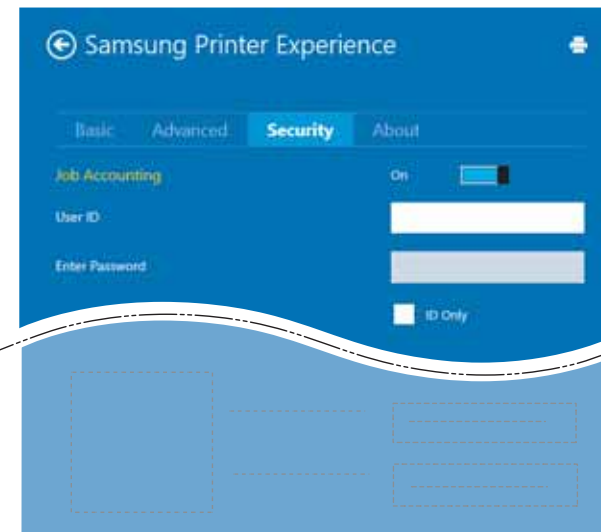 Samsung Printer Experience
Basic Advanced Security About
Job Accounting On
User ID
Enter Password
ID Only